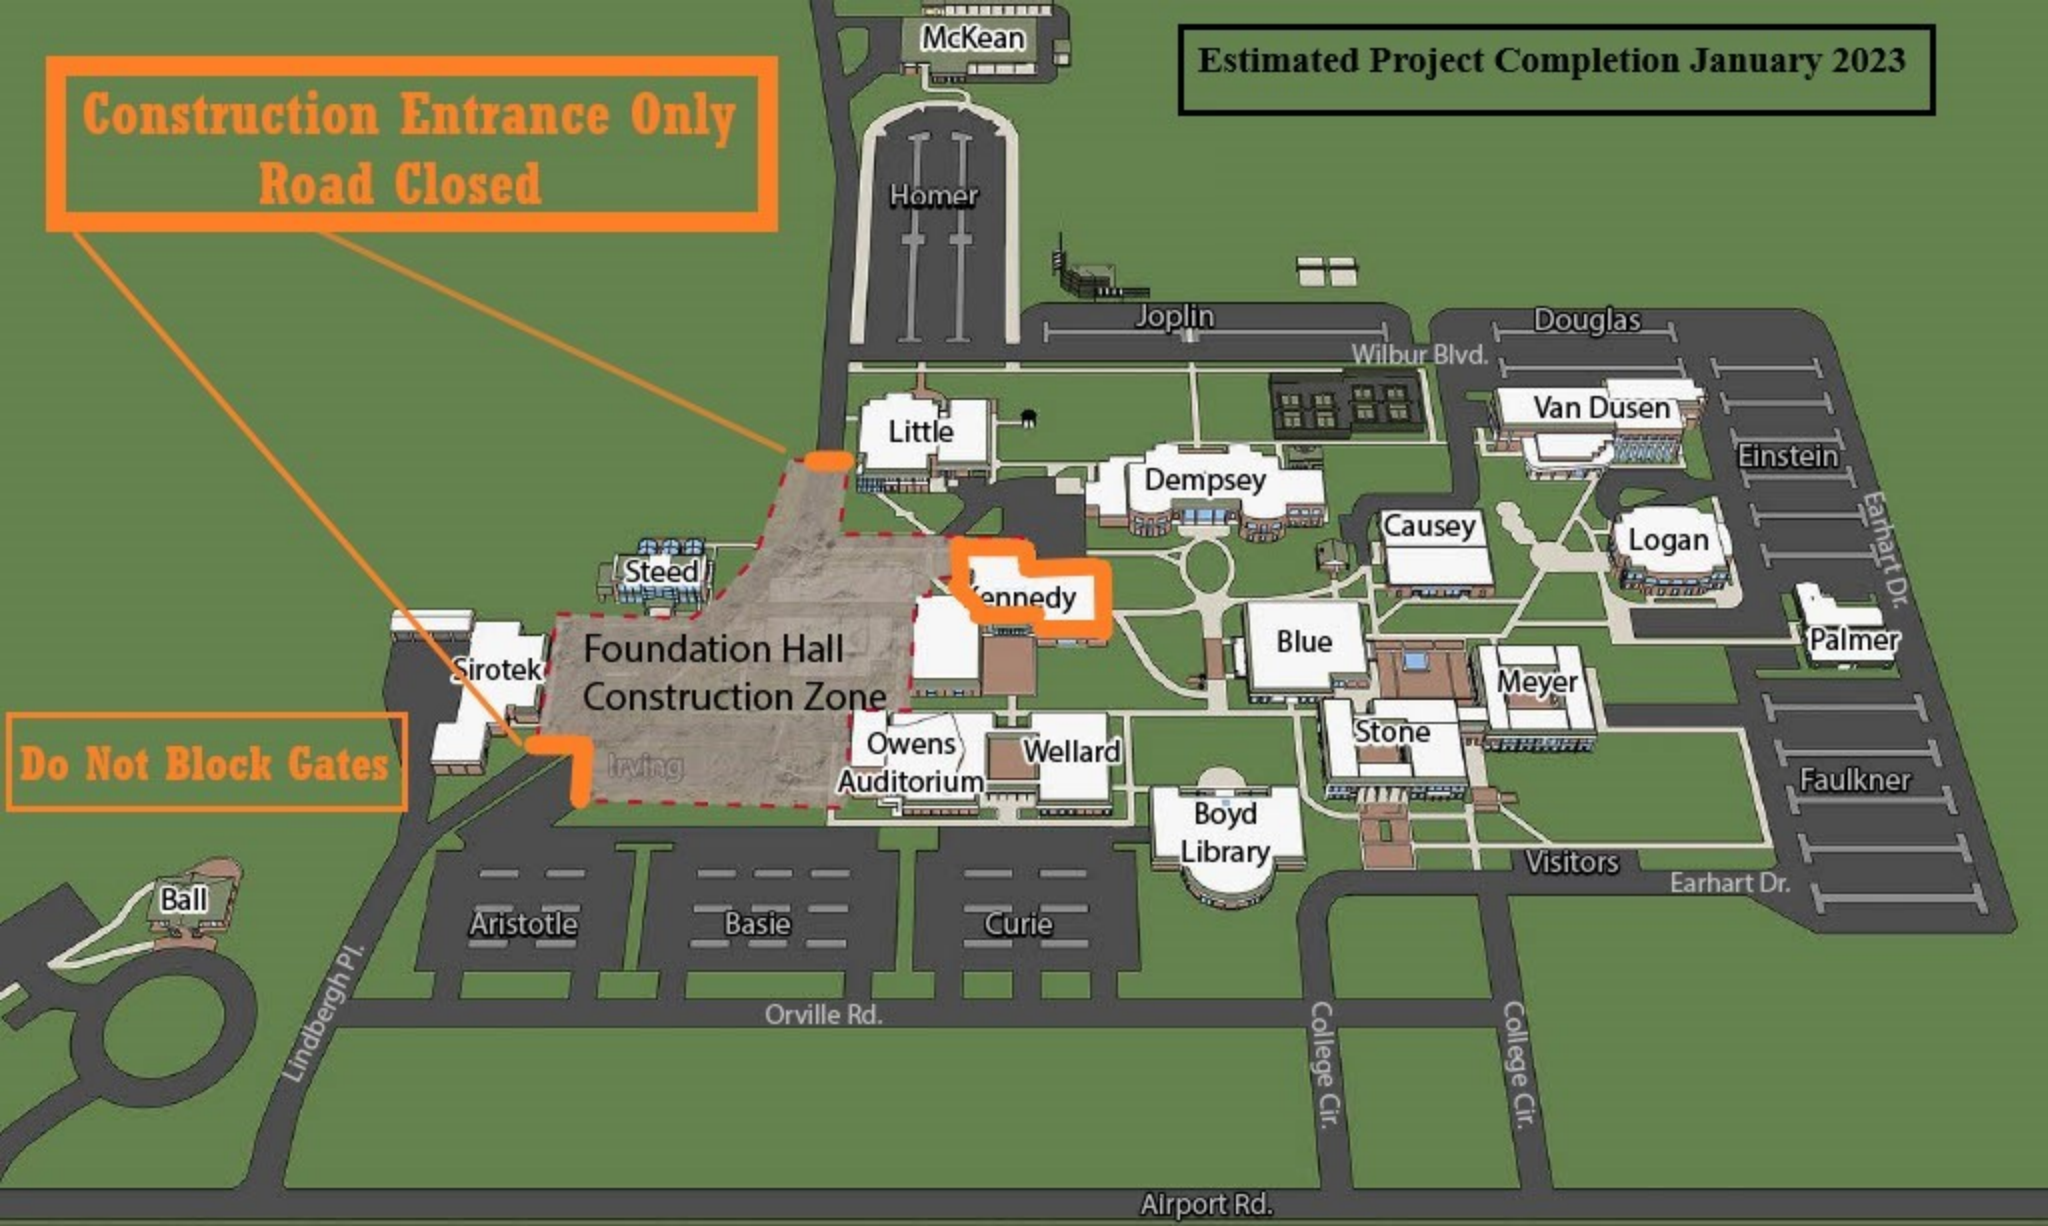 McKean
Estimated Project Completion January 2023
Construction Entrance Only
Road Closed
Homer
Joplin
Douglas
Wilbur Blvd.
Van Dusen
Little
Einstein
Dempsey
Earhart Dr.
Causey
Logan
Steed
Kennedy
Palmer
Blue
Foundation Hall
Construction Zone
Sirotek
Meyer
Stone
Owens
Auditorium
Wellard
Irving
Do Not Block Gates
Faulkner
Boyd
Library
Visitors
Earhart Dr.
Ball
Aristotle
Basie
Curie
Lindbergh Pl.
Orville Rd.
College Cir.
College Cir.
Airport Rd.